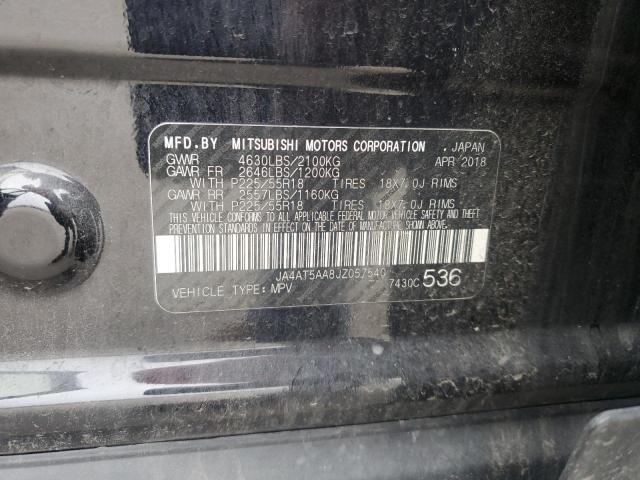 MFD.BY MITSUBISHI MOTORS CORPORATION . JAPAN
GVWR 4630LBS/2100KG APR 2018
GAWR FR 2646LBS/1200KG
WITH P225/55R18 TIRES 18X7.0J RIMS
GAWR RR 2557LBS/1160KG
WITH P225/55R18 TIRES 18X7.0J RIMS
THIS VEHICLE CONFORMS TO ALL APPLICABLE FEDERAL MOTOR VEHICLE SAFETY AND THEFT
PREVENTION STANDARDS IN EFFECT ON THE DATE OF MANUFACTURE SHOWN ABOVE.
JA4AT5AA8JZ057540
VEHICLE TYPE: MPV 7430C 536